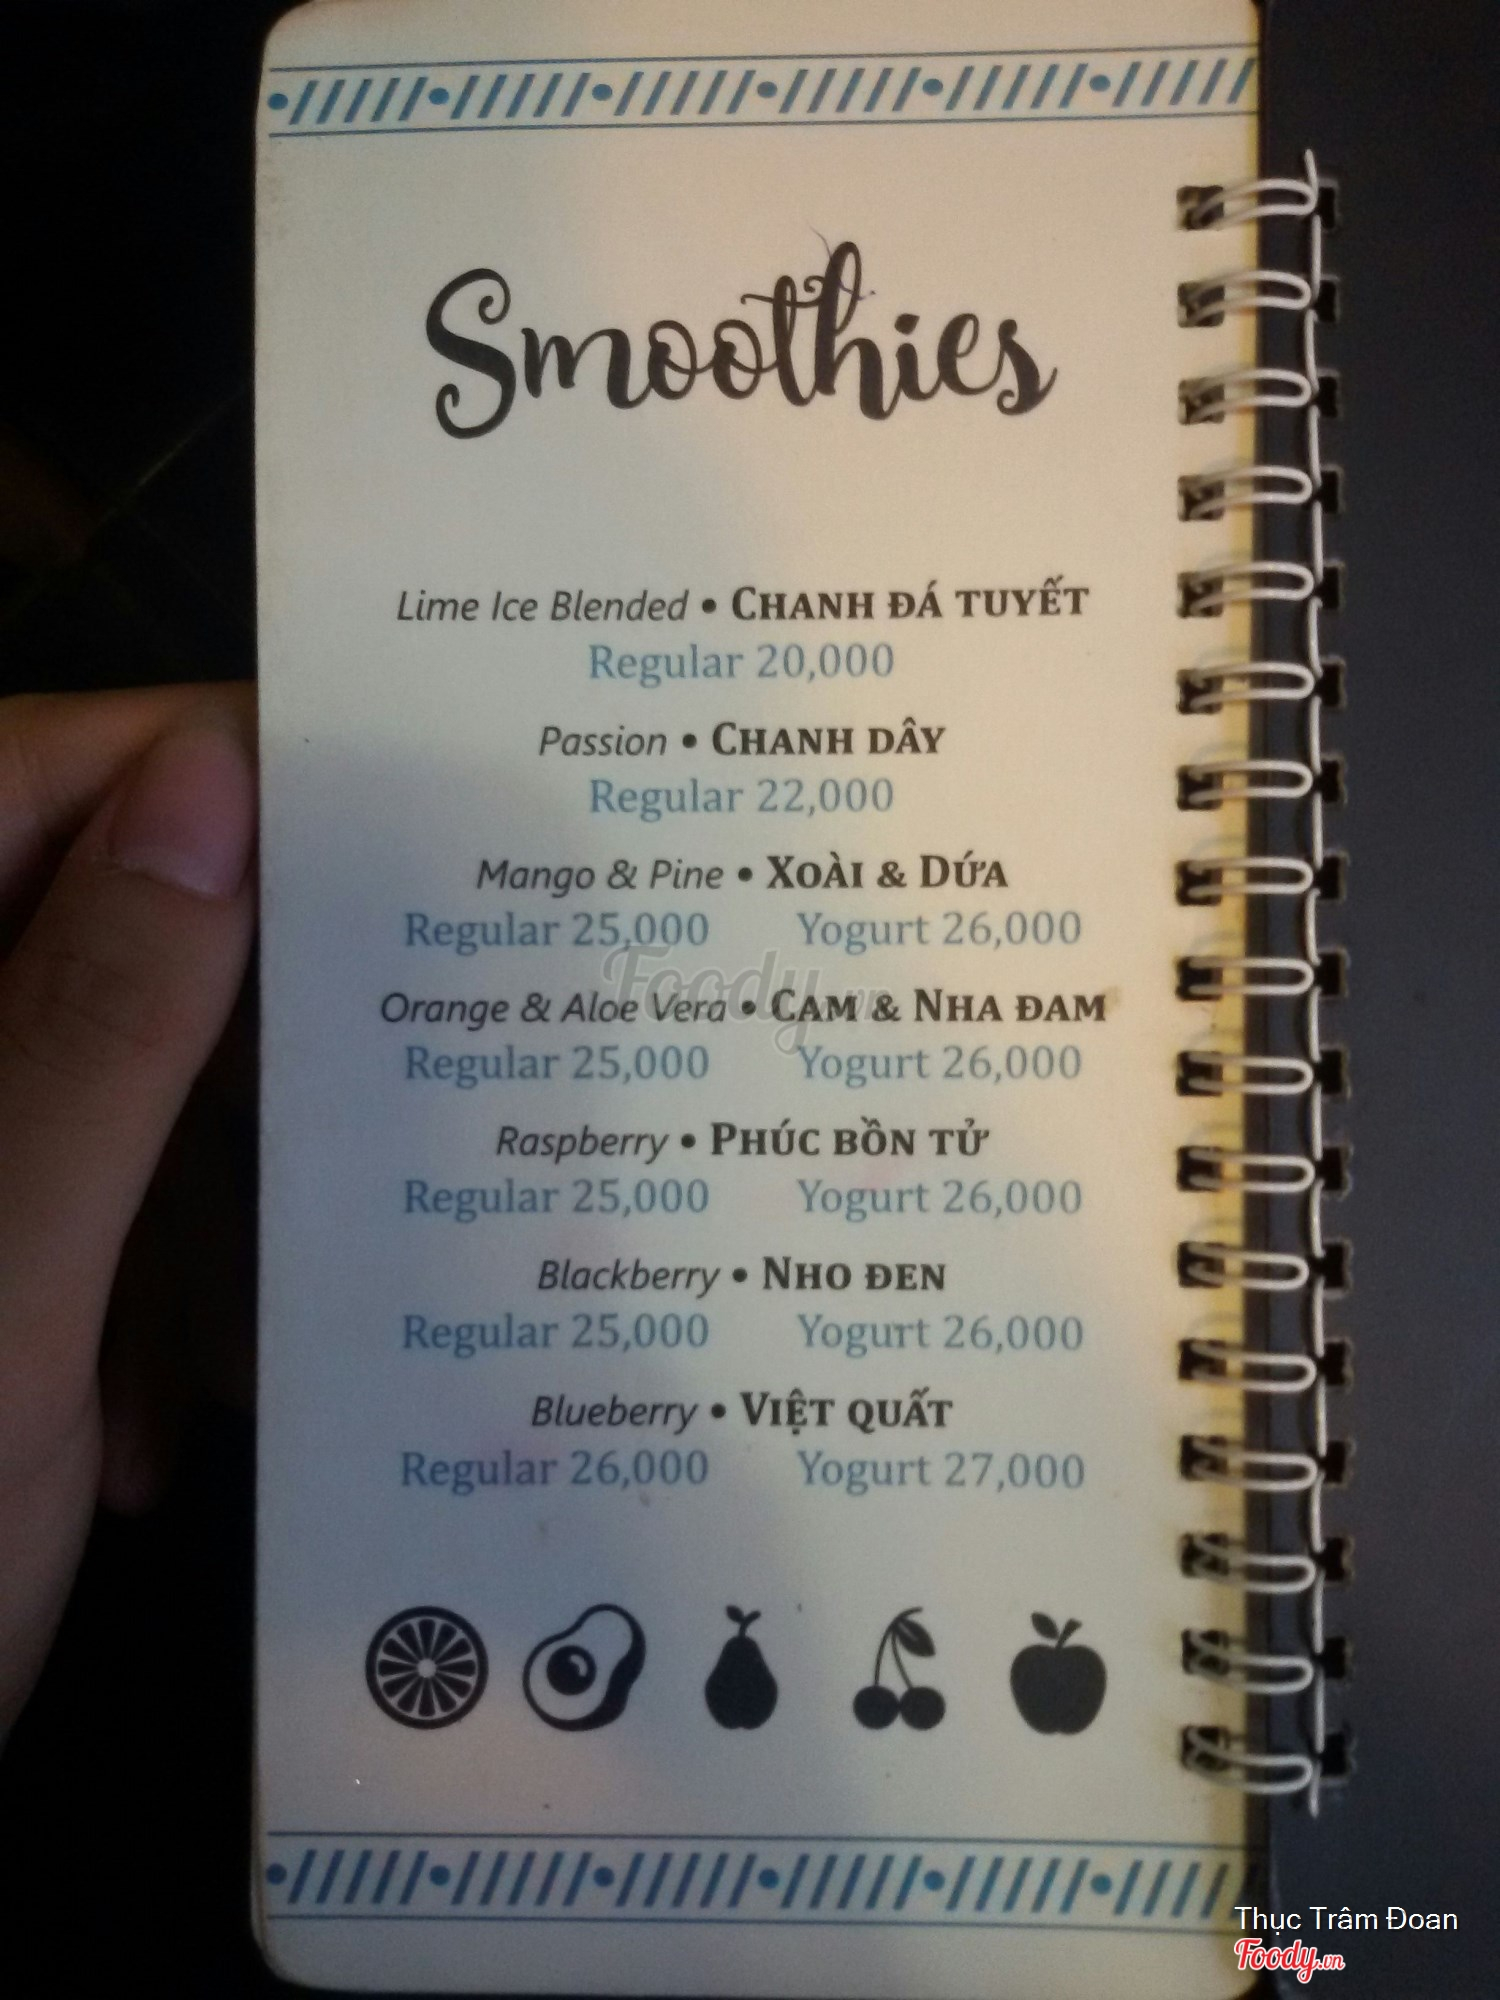 Smoothies
Lime Ice Blended • CHANH ĐÁ TUYẾT
Regular 20,000
Passion • CHANH DÂY
Regular 22,000
Mango & Pine • XOÀI & DỨA
Regular 25,000 Yogurt 26,000
Foody.vn
Orange & Aloe Vera • CAM & NHA ĐAM
Regular 25,000 Yogurt 26,000
Raspberry • PHÚC BỒN TỬ
Regular 25,000 Yogurt 26,000
Blackberry • NHO ĐEN
Regular 25,000 Yogurt 26,000
Blueberry • VIỆT QUẤT
Regular 26,000 Yogurt 27,000
Thục Trâm Đoan
Foody.vn